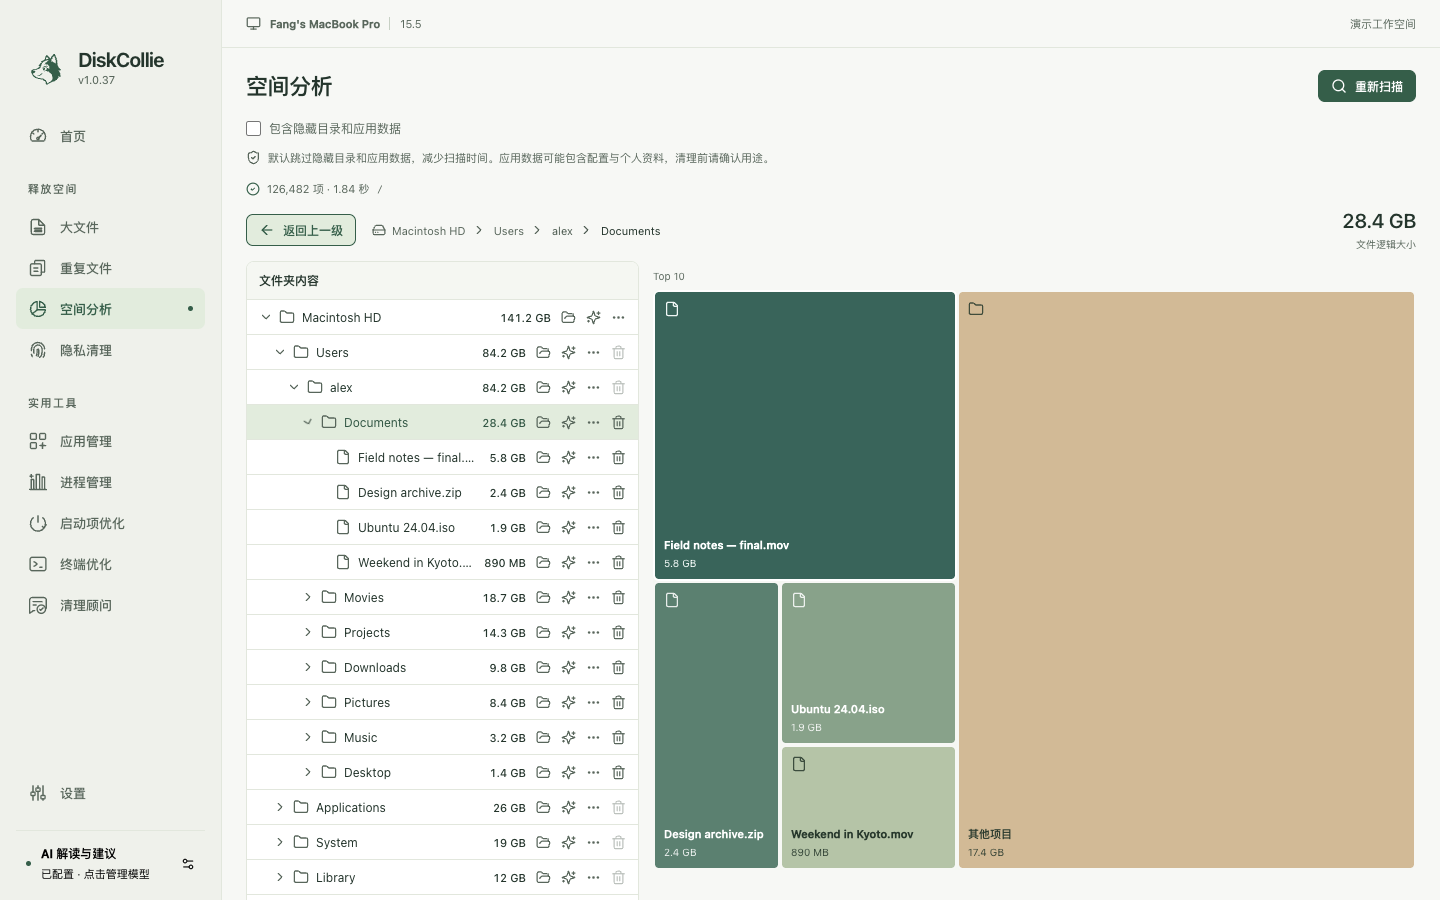 DiskCollie
v1.0.37
首页
释放空间
大文件
重复文件
空间分析
隐私清理
实用工具
应用管理
进程管理
启动项优化
终端优化
清理顾问
设置
AI 解读与建议
已配置 · 点击管理模型
Fang's MacBook Pro 15.5
演示工作空间
空间分析
重新扫描
包含隐藏目录和应用数据
默认跳过隐藏目录和应用数据，减少扫描时间。应用数据可能包含配置与个人资料，清理前请确认用途。
126,482 项 · 1.84 秒 /
返回上一级
Macintosh HD > Users > alex > Documents
28.4 GB
文件逻辑大小
文件夹内容
Macintosh HD 141.2 GB
Users 84.2 GB
alex 84.2 GB
Documents 28.4 GB
Field notes — final.... 5.8 GB
Design archive.zip 2.4 GB
Ubuntu 24.04.iso 1.9 GB
Weekend in Kyoto.... 890 MB
Movies 18.7 GB
Projects 14.3 GB
Downloads 9.8 GB
Pictures 8.4 GB
Music 3.2 GB
Desktop 1.4 GB
Applications 26 GB
System 19 GB
Library 12 GB
Top 10
Field notes — final.mov
5.8 GB
Design archive.zip
2.4 GB
Ubuntu 24.04.iso
1.9 GB
Weekend in Kyoto.mov
890 MB
其他项目
17.4 GB